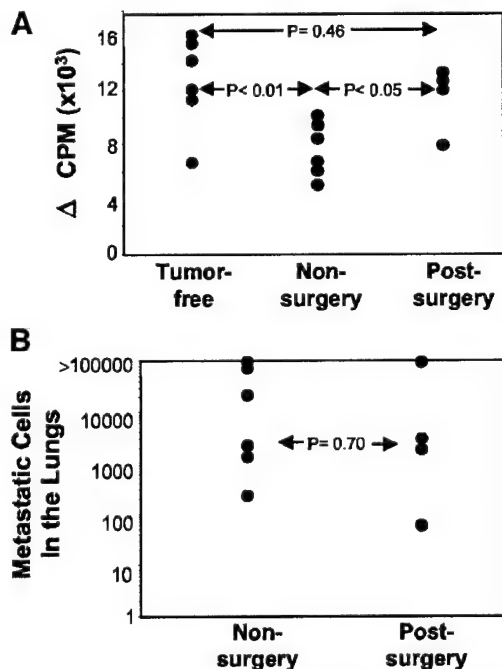 A
Δ CPM (x10³)
16
12
8
4
0
P= 0.46
P< 0.01
P< 0.05
Tumor-
free
Non-
surgery
Post-
surgery
B
Metastatic Cells
In the Lungs
>100000
10000
1000
100
10
1
P= 0.70
Non-
surgery
Post-
surgery